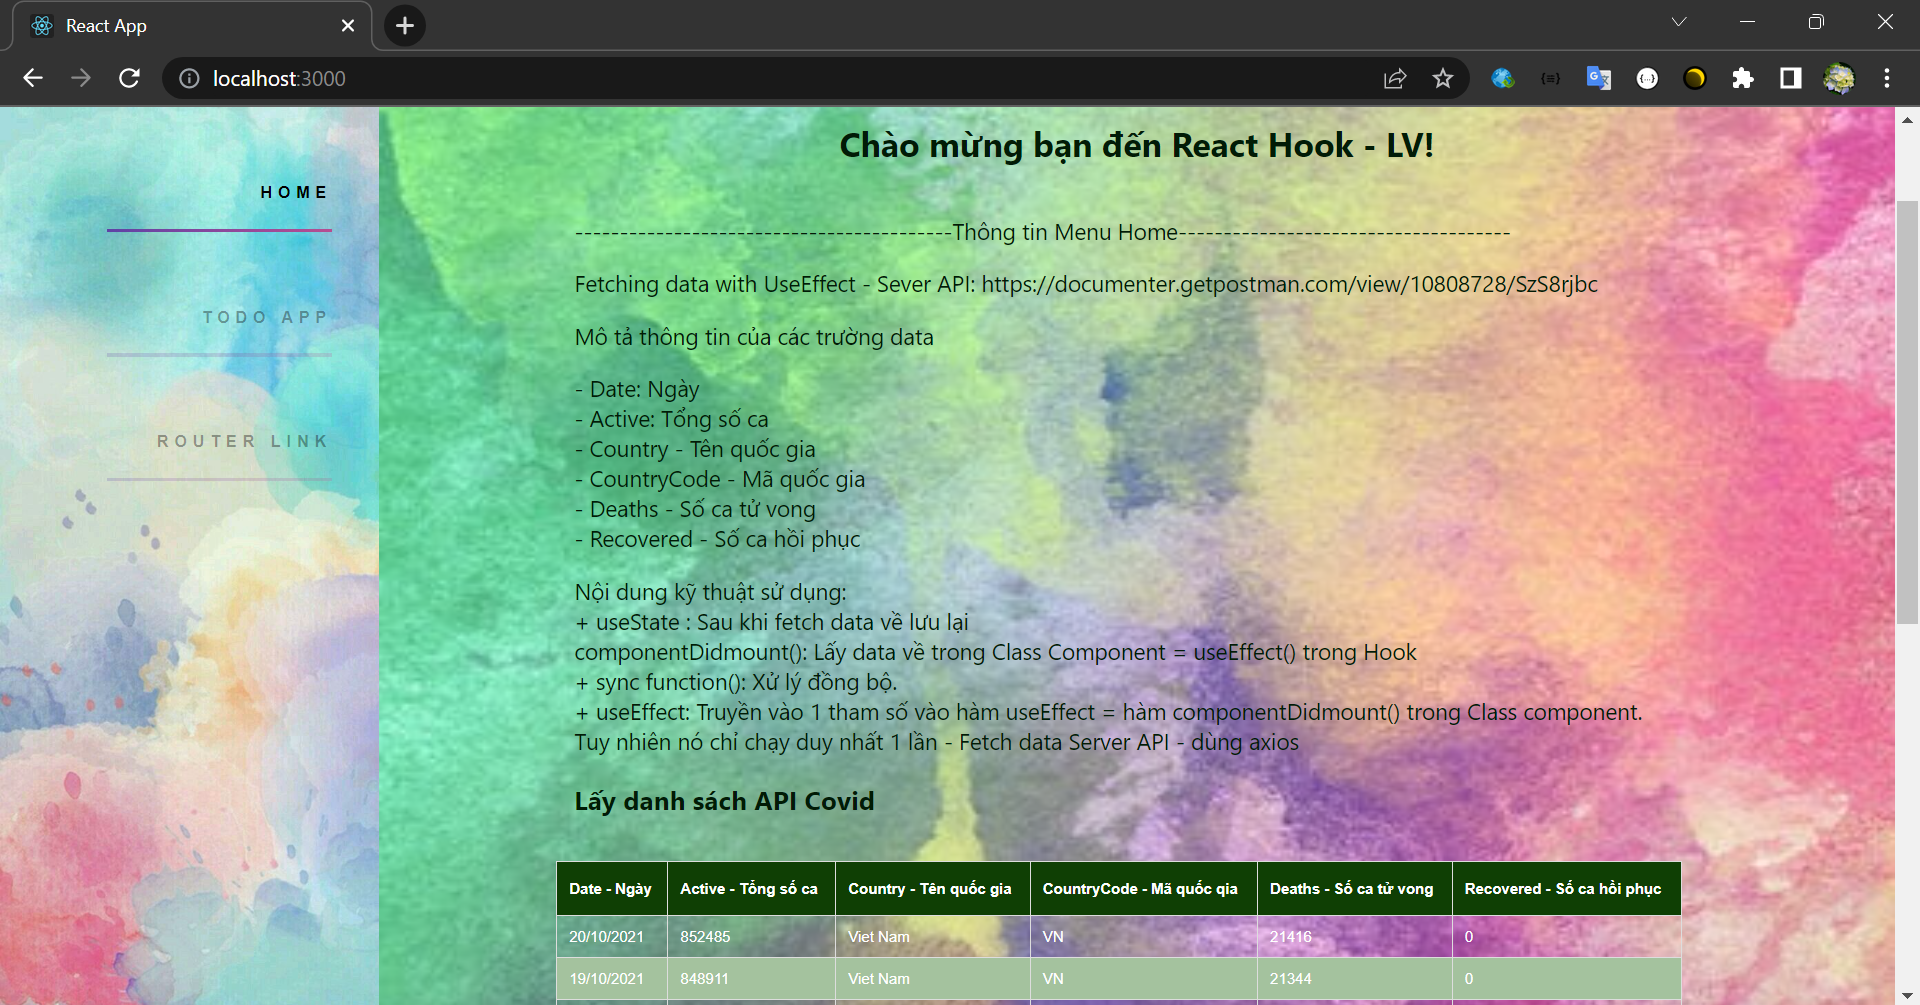 React App
localhost:3000
Chào mừng bạn đến React Hook - LV!
HOME
TODO APP
ROUTER LINK
------------------------------------------Thông tin Menu Home-------------------------------------
Fetching data with UseEffect - Sever API: https://documenter.getpostman.com/view/10808728/SzS8rjbc
Mô tả thông tin của các trường data
- Date: Ngày
- Active: Tổng số ca
- Country - Tên quốc gia
- CountryCode - Mã quốc gia
- Deaths - Số ca tử vong
- Recovered - Số ca hồi phục
Nội dung kỹ thuật sử dụng:
+ useState : Sau khi fetch data về lưu lại
componentDidmount(): Lấy data về trong Class Component = useEffect() trong Hook
+ sync function(): Xử lý đồng bộ.
+ useEffect: Truyền vào 1 tham số vào hàm useEffect = hàm componentDidmount() trong Class component.
Tuy nhiên nó chỉ chạy duy nhất 1 lần - Fetch data Server API - dùng axios
Lấy danh sách API Covid
Date - Ngày Active - Tổng số ca Country - Tên quốc gia CountryCode - Mã quốc qia Deaths - Số ca tử vong Recovered - Số ca hồi phục
20/10/2021 852485 Viet Nam VN 21416 0
19/10/2021 848911 Viet Nam VN 21344 0